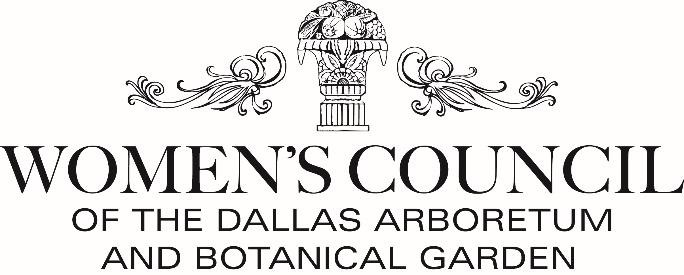 WOMEN'S COUNCIL
OF THE DALLAS ARBORETUM
AND BOTANICAL GARDEN